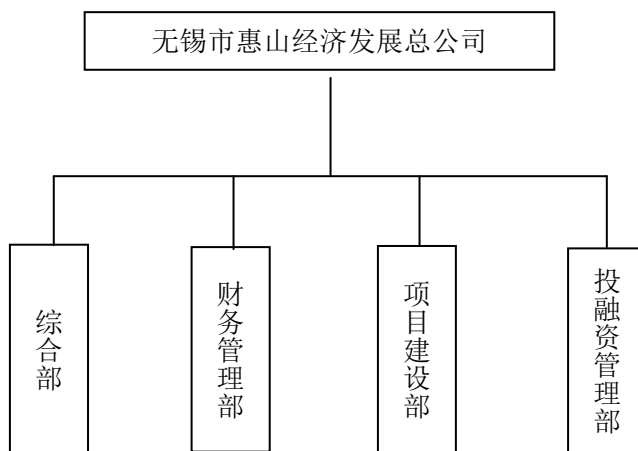 无锡市惠山经济发展总公司
综合部
财务管理部
项目建设部
投融资管理部